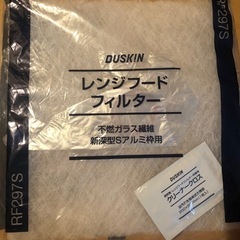 DUSKIN
レンジフード
フィルター
不燃ガラス繊維
新深型Sアルミ枠用
RF297S
RF297S
DUSKIN
クリーナークロス